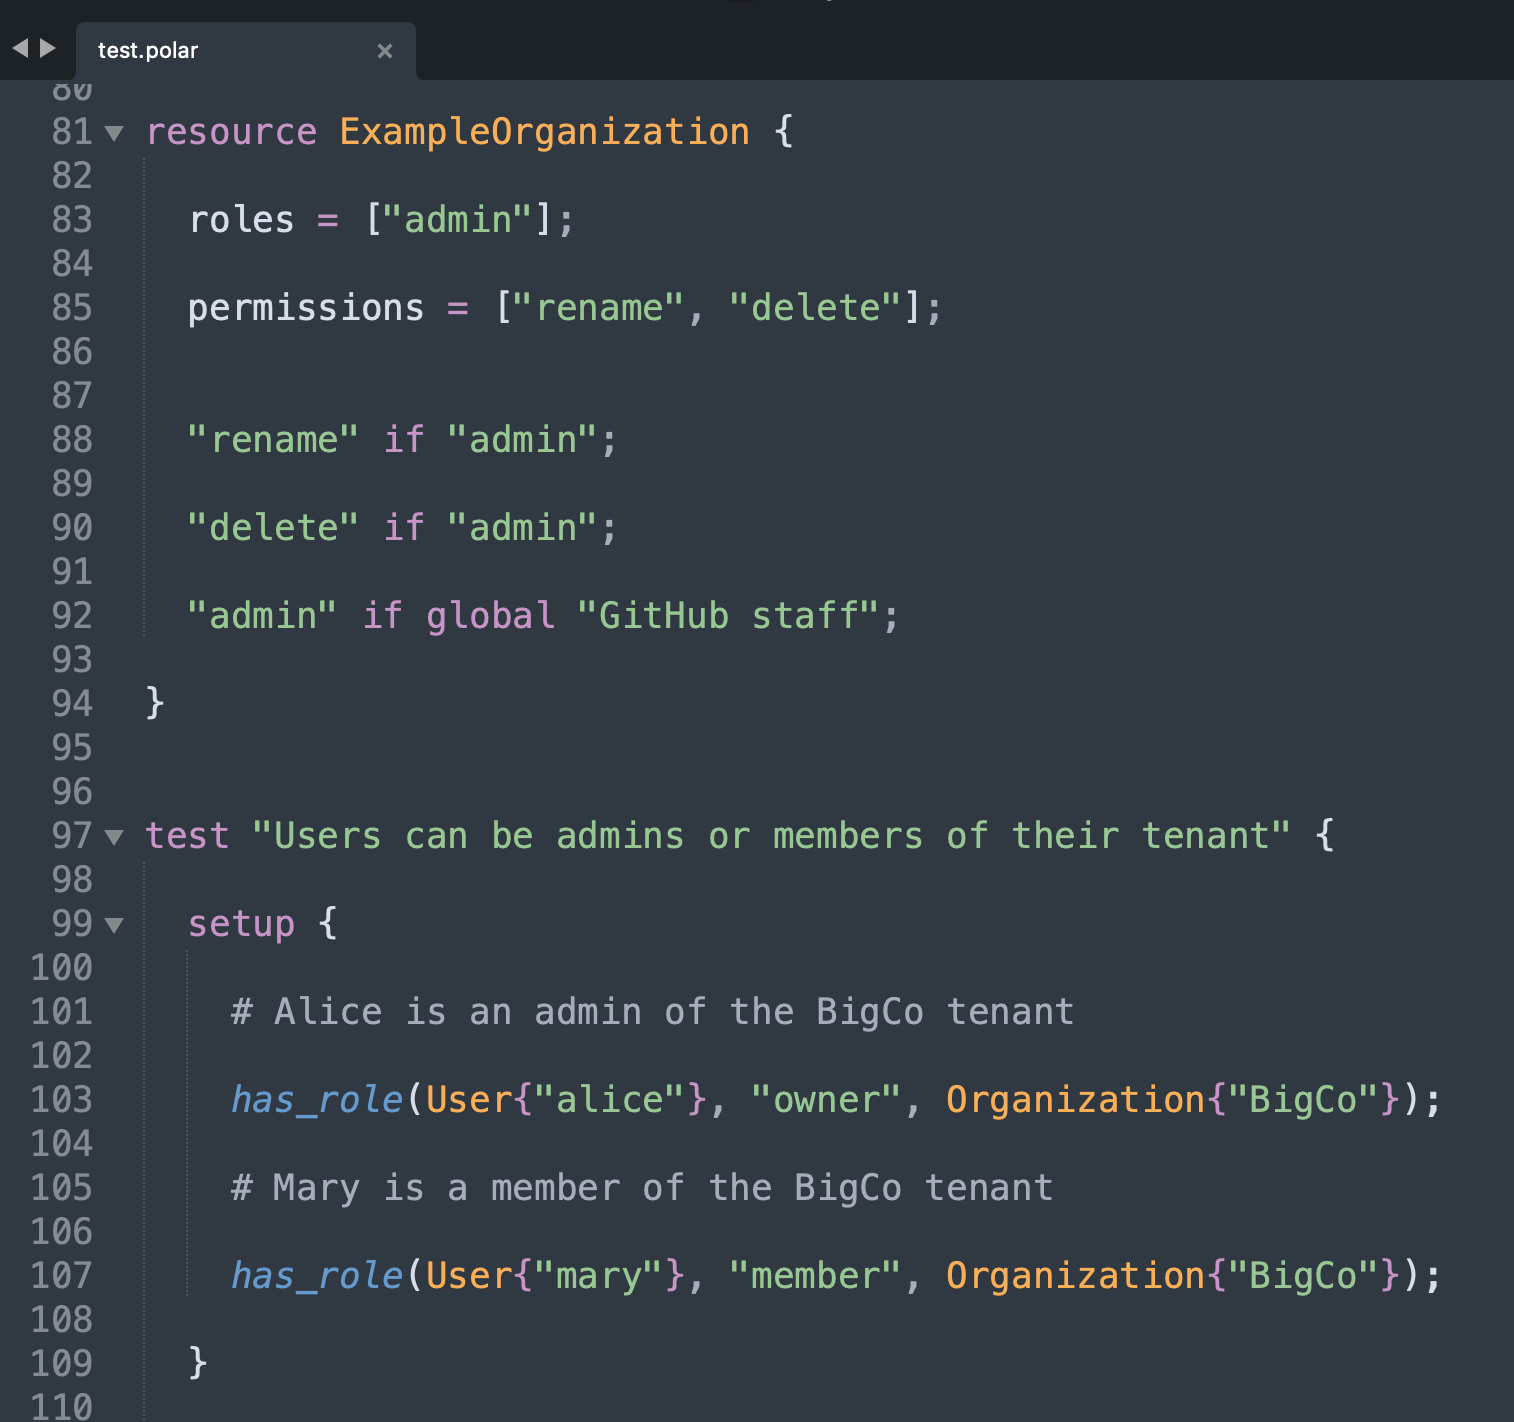 test.polar ×
80
81 resource ExampleOrganization {
82
83 roles = ["admin"];
84
85 permissions = ["rename", "delete"];
86
87
88 "rename" if "admin";
89
90 "delete" if "admin";
91
92 "admin" if global "GitHub staff";
93
94 }
95
96
97 test "Users can be admins or members of their tenant" {
98
99 setup {
100
101 # Alice is an admin of the BigCo tenant
102
103 has_role(User{"alice"}, "owner", Organization{"BigCo"});
104
105 # Mary is a member of the BigCo tenant
106
107 has_role(User{"mary"}, "member", Organization{"BigCo"});
108
109 }
110